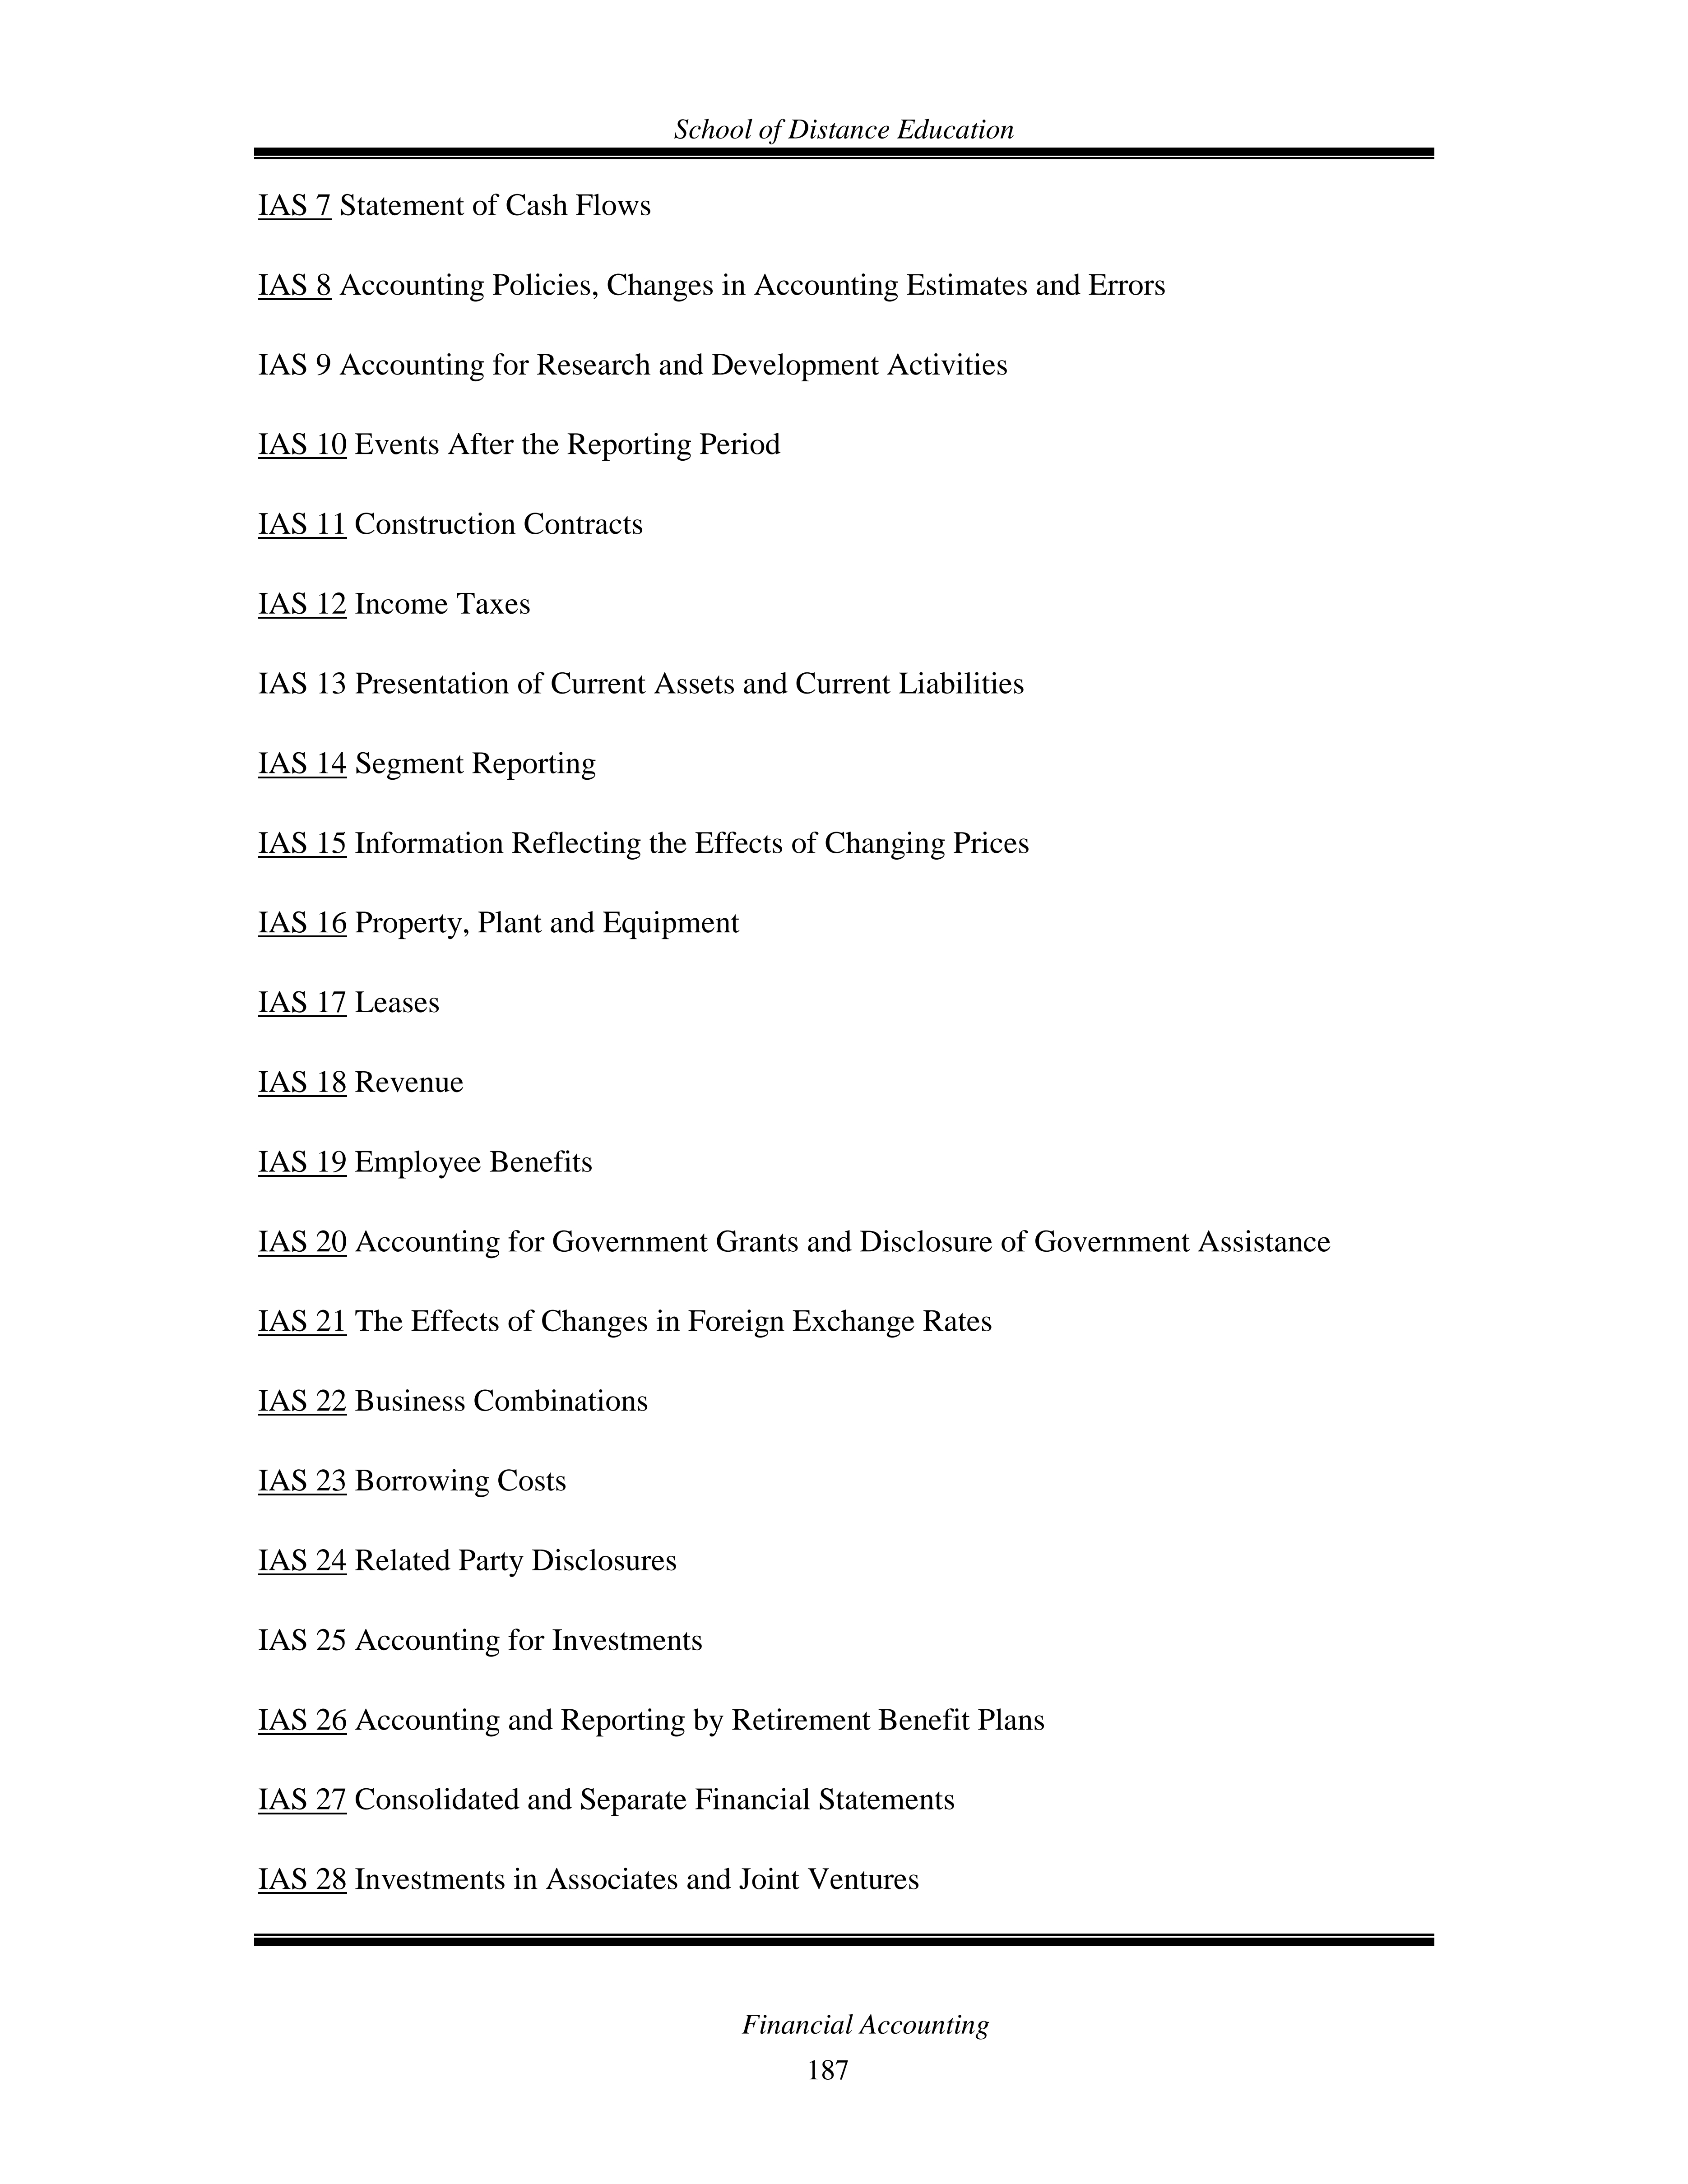 School of Distance Education
IAS 7 Statement of Cash Flows
IAS 8 Accounting Policies, Changes in Accounting Estimates and Errors
IAS 9 Accounting for Research and Development Activities
IAS 10 Events After the Reporting Period
IAS 11 Construction Contracts
IAS 12 Income Taxes
IAS 13 Presentation of Current Assets and Current Liabilities
IAS 14 Segment Reporting
IAS 15 Information Reflecting the Effects of Changing Prices
IAS 16 Property, Plant and Equipment
IAS 17 Leases
IAS 18 Revenue
IAS 19 Employee Benefits
IAS 20 Accounting for Government Grants and Disclosure of Government Assistance
IAS 21 The Effects of Changes in Foreign Exchange Rates
IAS 22 Business Combinations
IAS 23 Borrowing Costs
IAS 24 Related Party Disclosures
IAS 25 Accounting for Investments
IAS 26 Accounting and Reporting by Retirement Benefit Plans
IAS 27 Consolidated and Separate Financial Statements
IAS 28 Investments in Associates and Joint Ventures
Financial Accounting
187